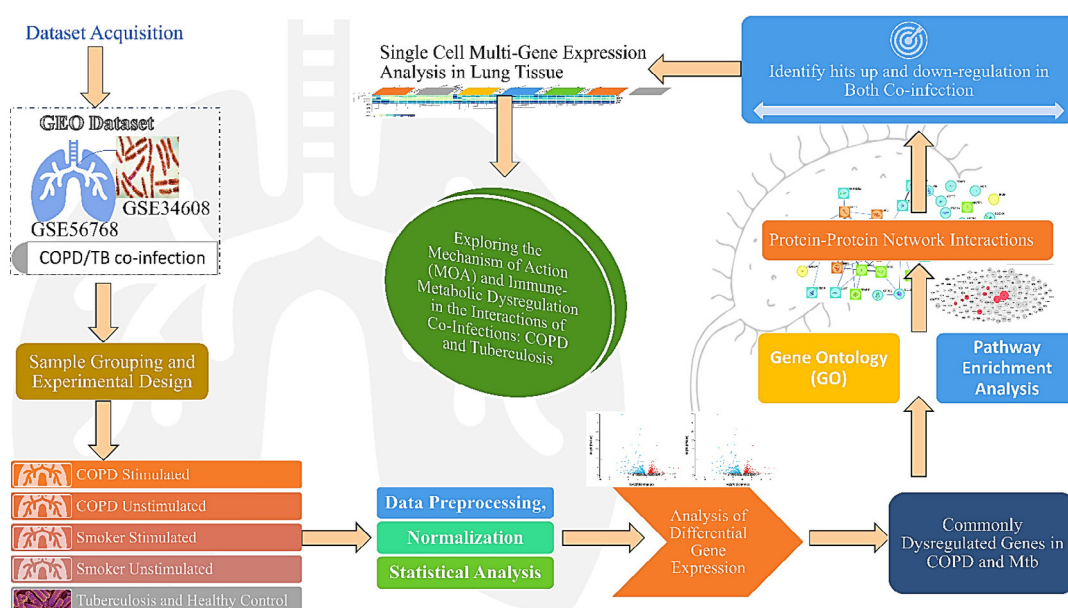 Dataset Acquisition
GEO Dataset
GSE34608
GSE56768
COPD/TB co-infection
Sample Grouping and
Experimental Design
COPD Stimulated
COPD Unstimulated
Smoker Stimulated
Smoker Unstimulated
Tuberculosis and Healthy Control
Data Preprocessing,
Normalization
Statistical Analysis
Analysis of
Differential
Gene
Expression
Commonly
Dysregulated Genes in
COPD and Mtb
Gene Ontology
(GO)
Pathway
Enrichment
Analysis
Protein-Protein Network Interactions
Identify hits up and down-regulation in
Both Co-infection
Single Cell Multi-Gene Expression
Analysis in Lung Tissue
Exploring the
Mechanism of Action
(MOA) and Immune-
Metabolic Dysregulation
in the Interactions of
Co-Infections: COPD
and Tuberculosis